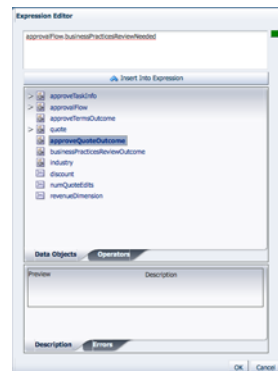 Expression Editor
approvalFlow.businessPracticesReviewNeeded
Insert Into Expression
approveTaskInfo
approvalFlow
approveTermsOutcome
quote
approveQuoteOutcome
businessPracticesReviewOutcome
industry
discount
numQuoteEdits
revenueDimension
Data Objects Operators
Preview Description
Description Errors
OK Cancel